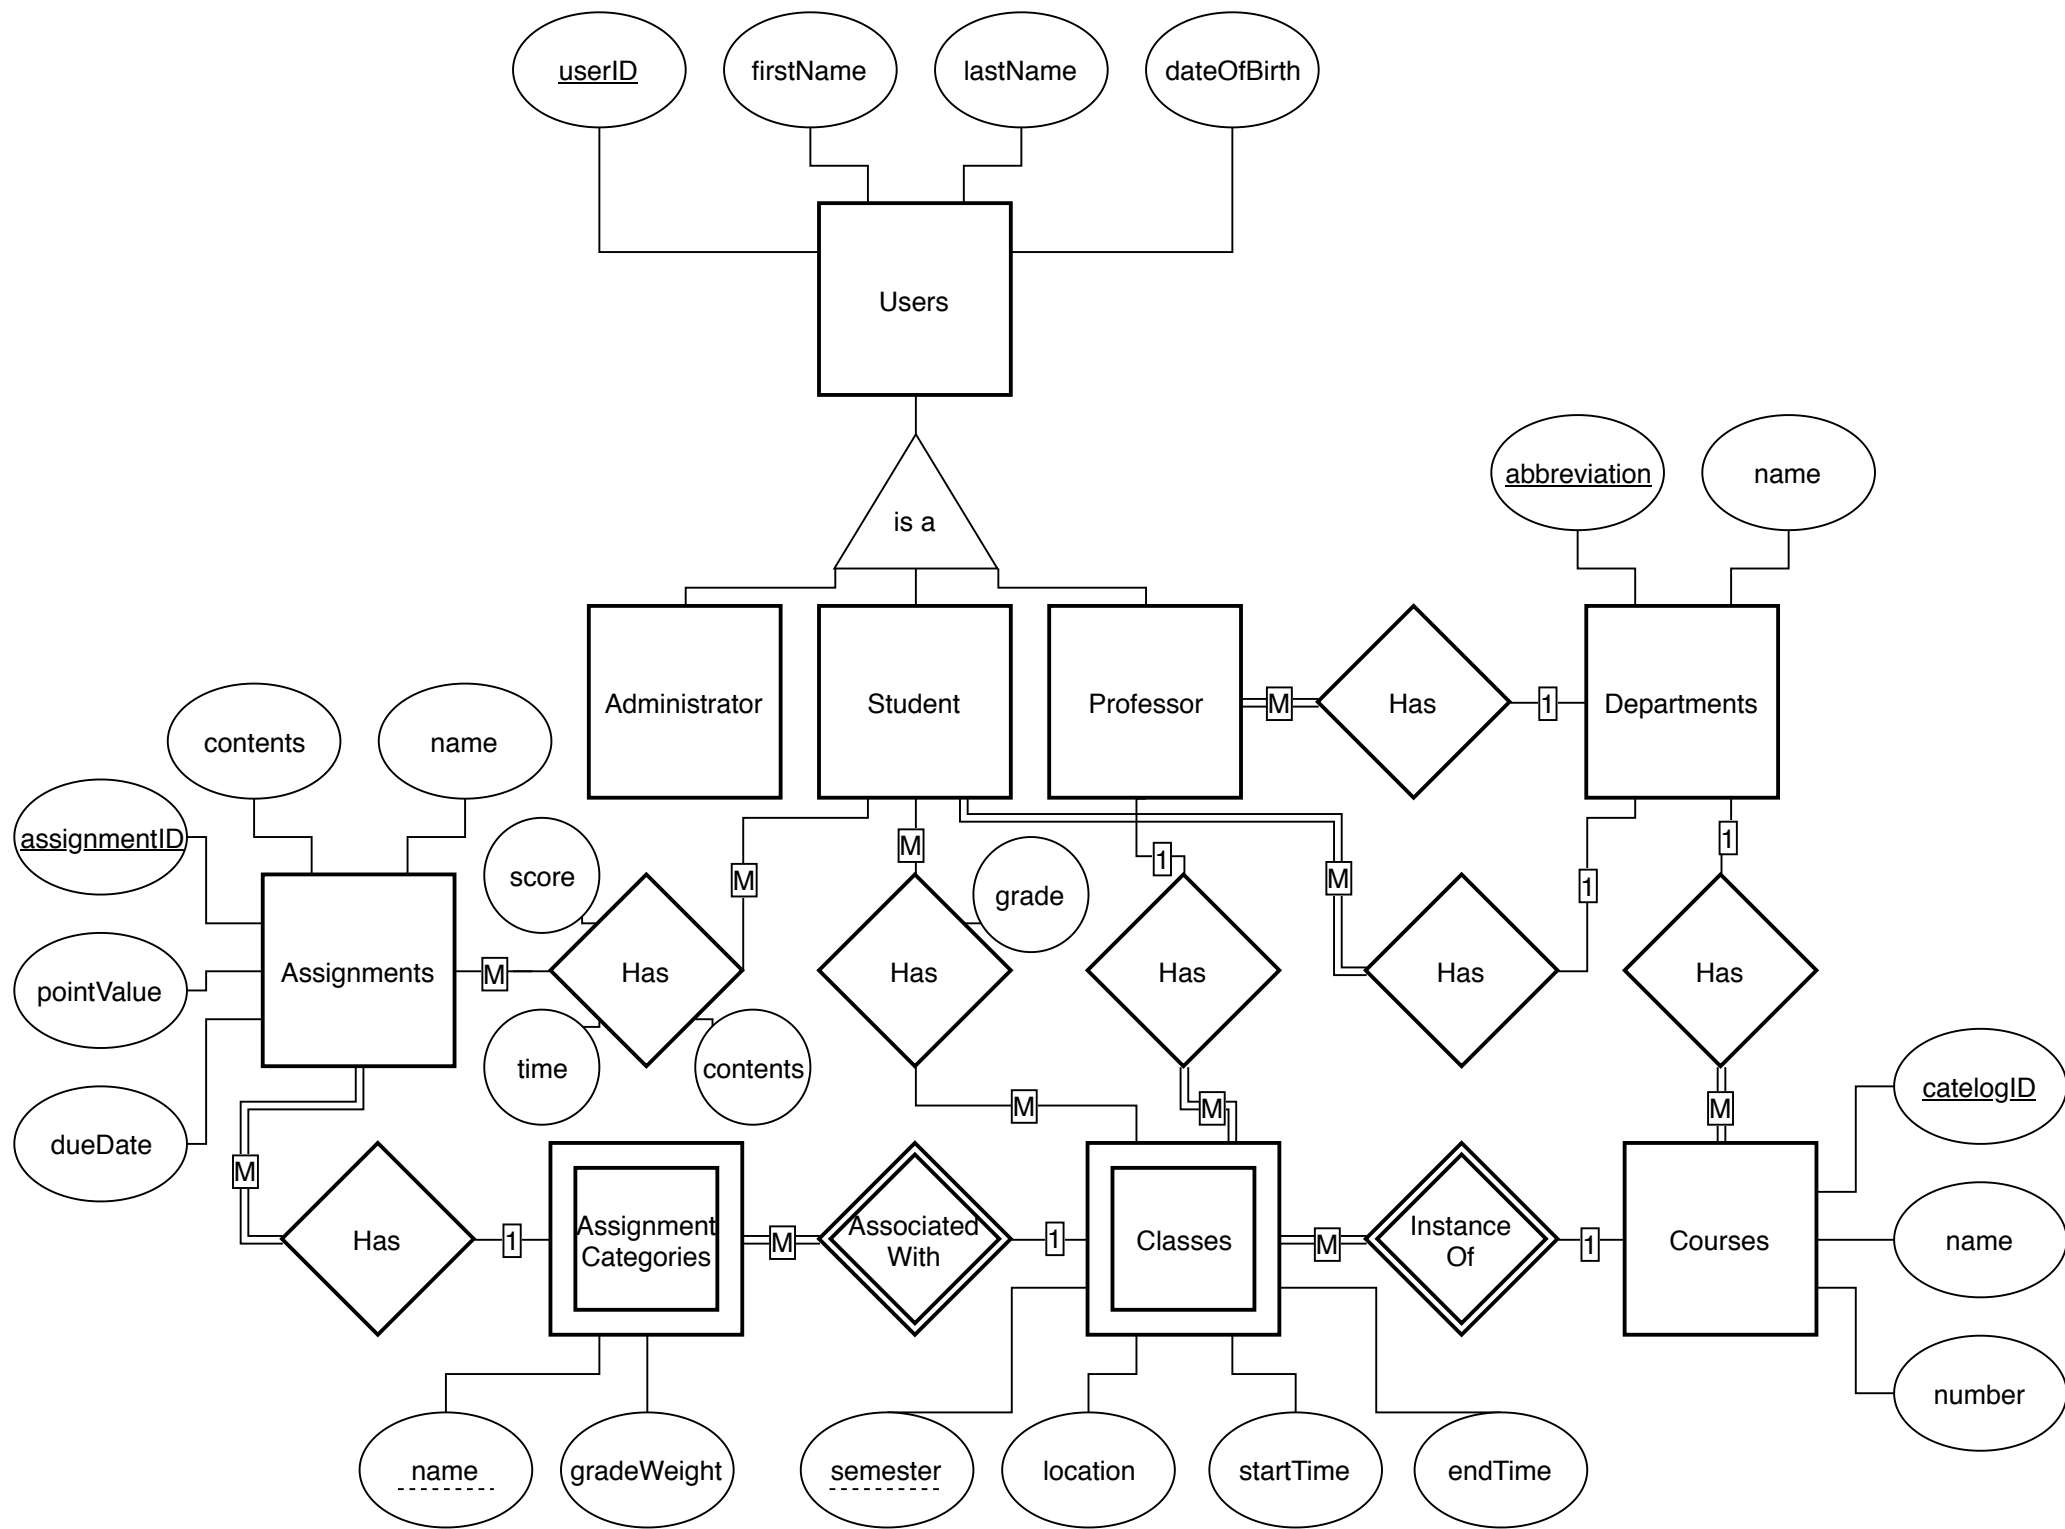 userID
firstName
lastName
dateOfBirth
Users
is a
abbreviation
name
Administrator
Student
Professor
M
Has
1
Departments
contents
name
assignmentID
score
M
M
grade
1
M
1
1
pointValue
Assignments
M
Has
Has
Has
Has
Has
time
contents
dueDate
M
M
M
M
catelogID
Has
1
Assignment
Categories
M
Associated
With
1
Classes
M
Instance
Of
1
Courses
name
number
name
gradeWeight
semester
location
startTime
endTime